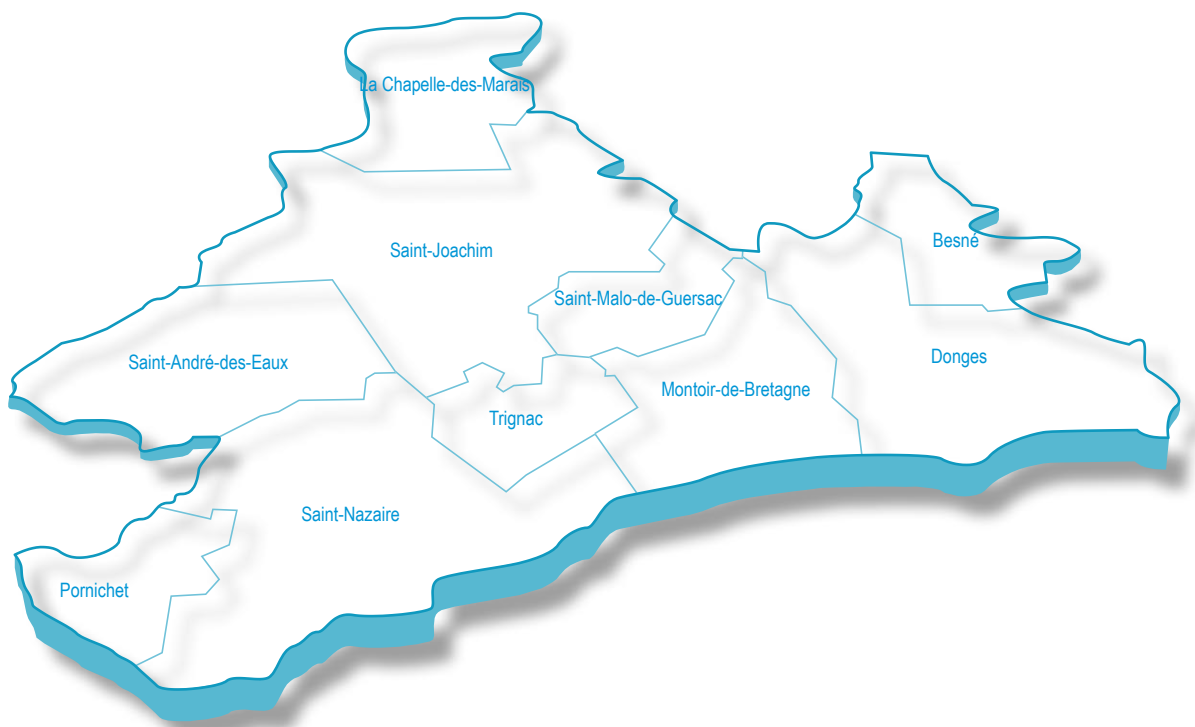 La Chapelle-des-Marais
Besné
Saint-Joachim
Saint-Malo-de-Guersac
Saint-André-des-Eaux
Donges
Montoir-de-Bretagne
Trignac
Saint-Nazaire
Pornichet